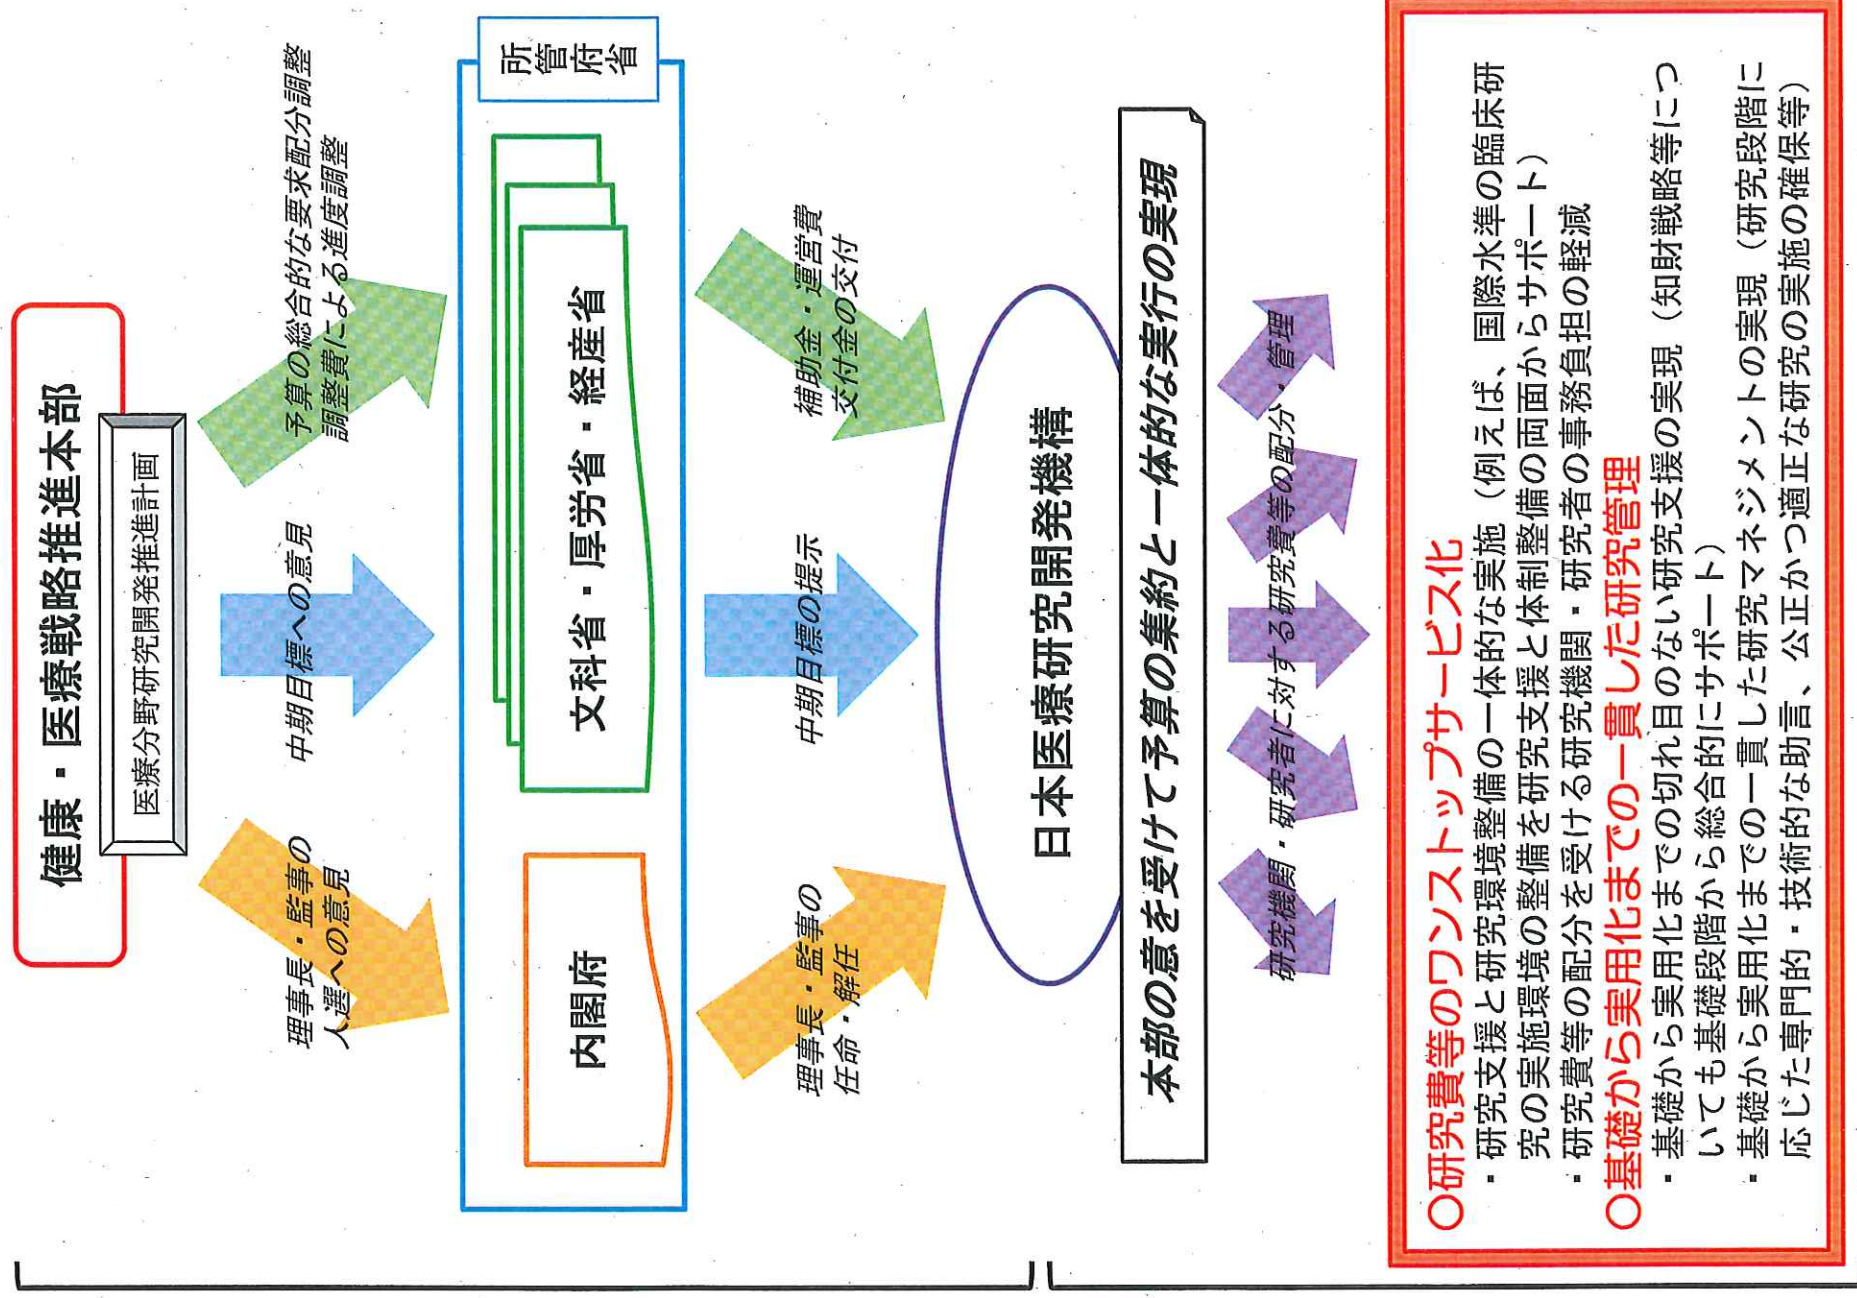 健康・医療戦略推進本部
医療分野研究開発推進計画
理事長・監事の
人選への意見
中期目標への意見
予算の総合的な要求配分調整
調整費による進度調整
所管府省
内閣府
文科省・厚労省・経産省
理事長・監事の
任命・解任
中期目標の提示
補助金・運営費
交付金の交付
日本医療研究開発機構
本部の意を受けて予算の集約と一体的な実行の実現
研究機関・研究者に対する研究費等の配分・管理
〇研究費等のワンストップサービス化
・研究支援と研究環境整備の一体的な実施（例えば、国際水準の臨床研
究の実施環境の整備を研究支援と体制整備の両面からサポート）
・研究費等の配分を受ける研究機関・研究者の事務負担の軽減
〇基礎から実用化までの一貫した研究管理
・基礎から実用化までの切れ目のない研究支援の実現（知財戦略等につ
いても基礎段階から総合的にサポート）
・基礎から実用化までの一貫した研究マネジメントの実現（研究段階に
応じた専門的・技術的な助言、公正かつ適正な研究の実施の確保等）